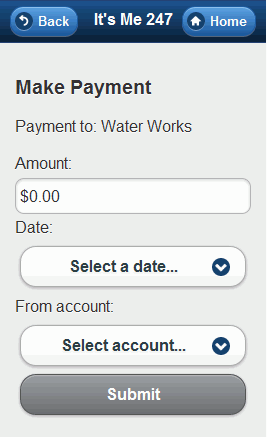 Back It's Me 247 Home
Make Payment
Payment to: Water Works
Amount:
$0.00
Date:
Select a date...
From account:
Select account...
Submit